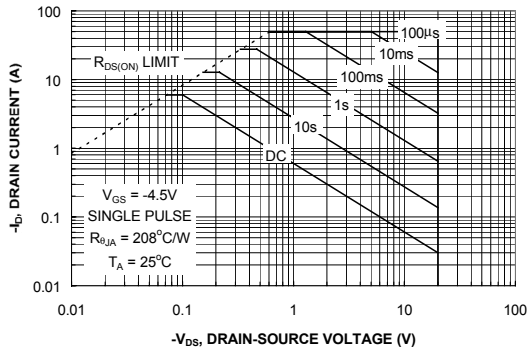 100
100µs
10ms
R_DS(ON) LIMIT
100ms
10
1s
10s
1
DC
V_GS = -4.5V
SINGLE PULSE
R_θJA = 208°C/W
T_A = 25°C
0.1
0.01
0.01
0.1
1
10
100
-I_D, DRAIN CURRENT (A)
-V_DS, DRAIN-SOURCE VOLTAGE (V)